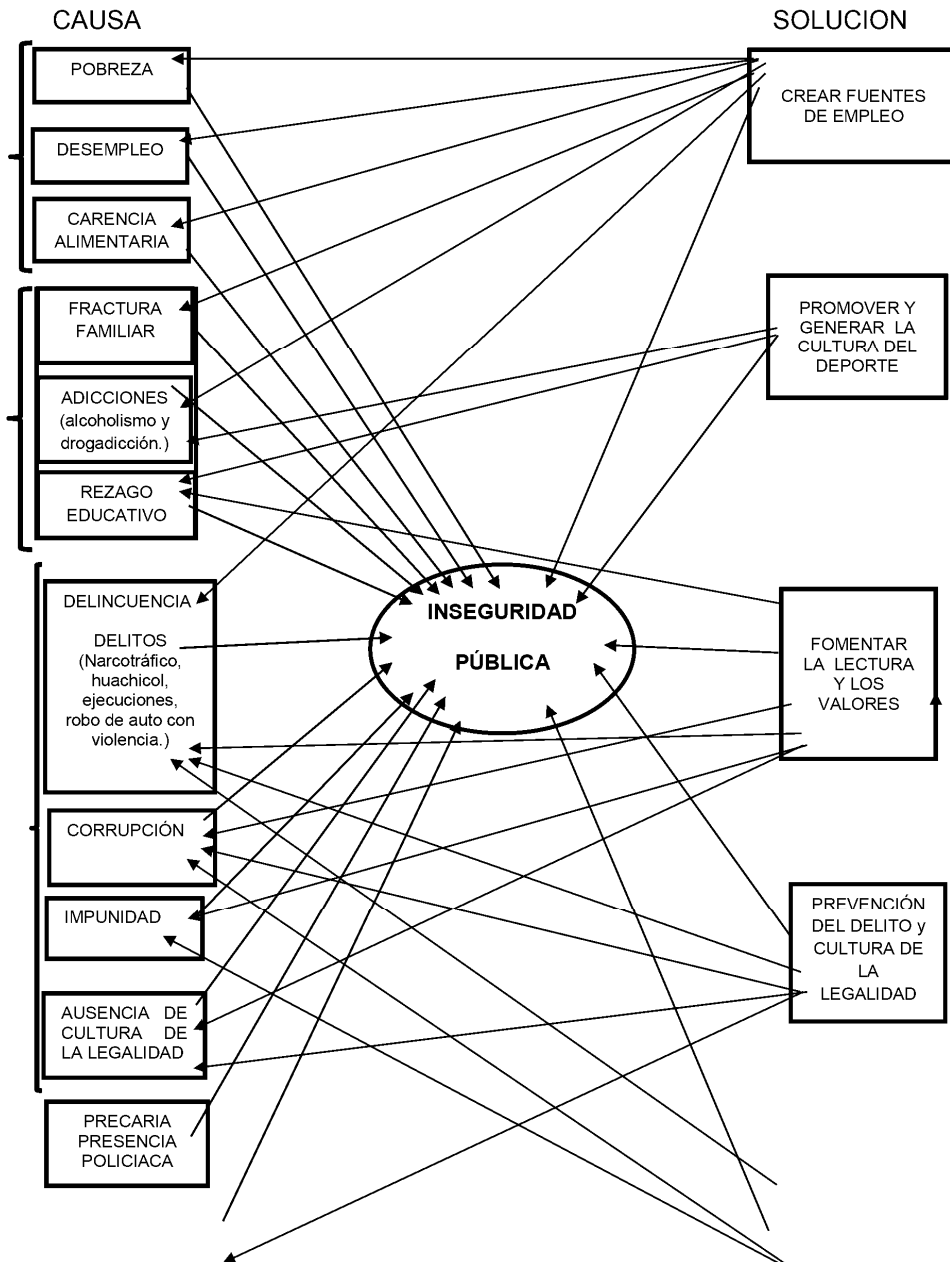 CAUSA
SOLUCION
POBREZA
DESEMPLEO
CARENCIA
ALIMENTARIA
FRACTURA
FAMILIAR
ADICCIONES
(alcoholismo y
drogadicción.)
REZAGO
EDUCATIVO
DELINCUENCIA
DELITOS
(Narcotráfico,
huachicol,
ejecuciones,
robo de auto con
violencia.)
CORRUPCIÓN
IMPUNIDAD
AUSENCIA DE
CULTURA DE
LA LEGALIDAD
PRECARIA
PRESENCIA
POLICIACA
INSEGURIDAD
PÚBLICA
CREAR FUENTES
DE EMPLEO
PROMOVER Y
GENERAR LA
CULTURA DEL
DEPORTE
FOMENTAR
LA LECTURA
Y LOS
VALORES
PREVENCIÓN
DEL DELITO y
CULTURA DE
LA
LEGALIDAD